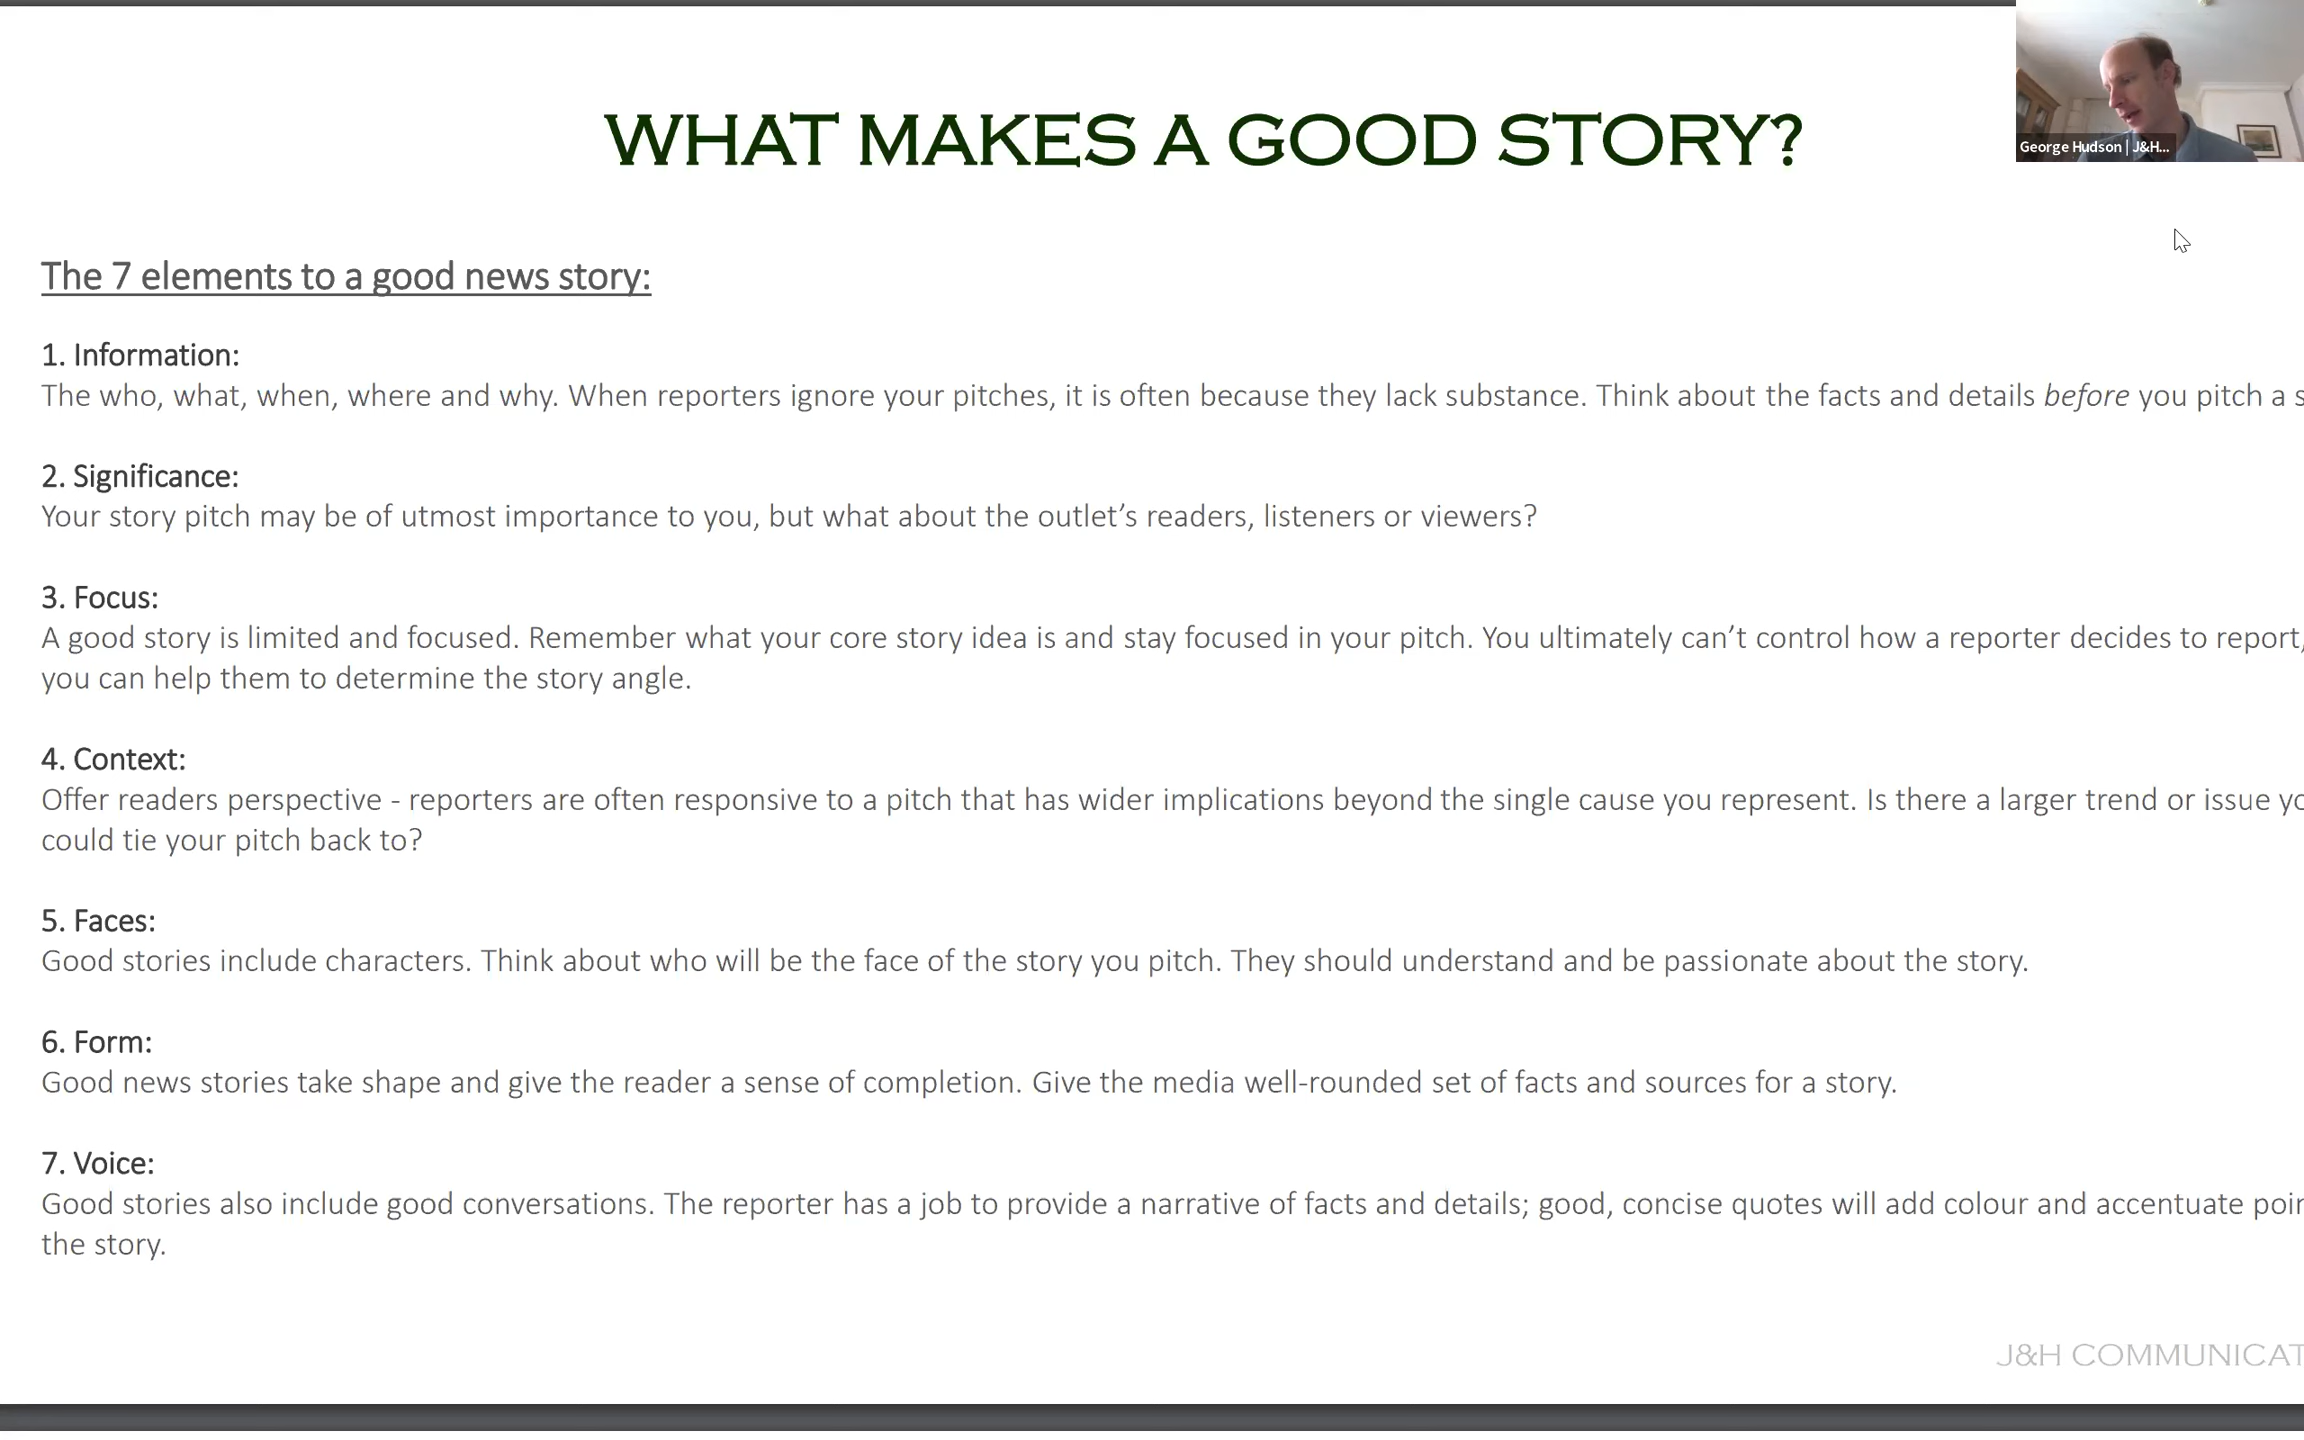 WHAT MAKES A GOOD STORY?
George Hudson | J&H...
The 7 elements to a good news story:
1. Information:
The who, what, when, where and why. When reporters ignore your pitches, it is often because they lack substance. Think about the facts and details before you pitch a
2. Significance:
Your story pitch may be of utmost importance to you, but what about the outlet’s readers, listeners or viewers?
3. Focus:
A good story is limited and focused. Remember what your core story idea is and stay focused in your pitch. You ultimately can’t control how a reporter decides to report,
you can help them to determine the story angle.
4. Context:
Offer readers perspective - reporters are often responsive to a pitch that has wider implications beyond the single cause you represent. Is there a larger trend or issue
could tie your pitch back to?
5. Faces:
Good stories include characters. Think about who will be the face of the story you pitch. They should understand and be passionate about the story.
6. Form:
Good news stories take shape and give the reader a sense of completion. Give the media well-rounded set of facts and sources for a story.
7. Voice:
Good stories also include good conversations. The reporter has a job to provide a narrative of facts and details; good, concise quotes will add colour and accentuate
the story.
J&H COMMUNICAT